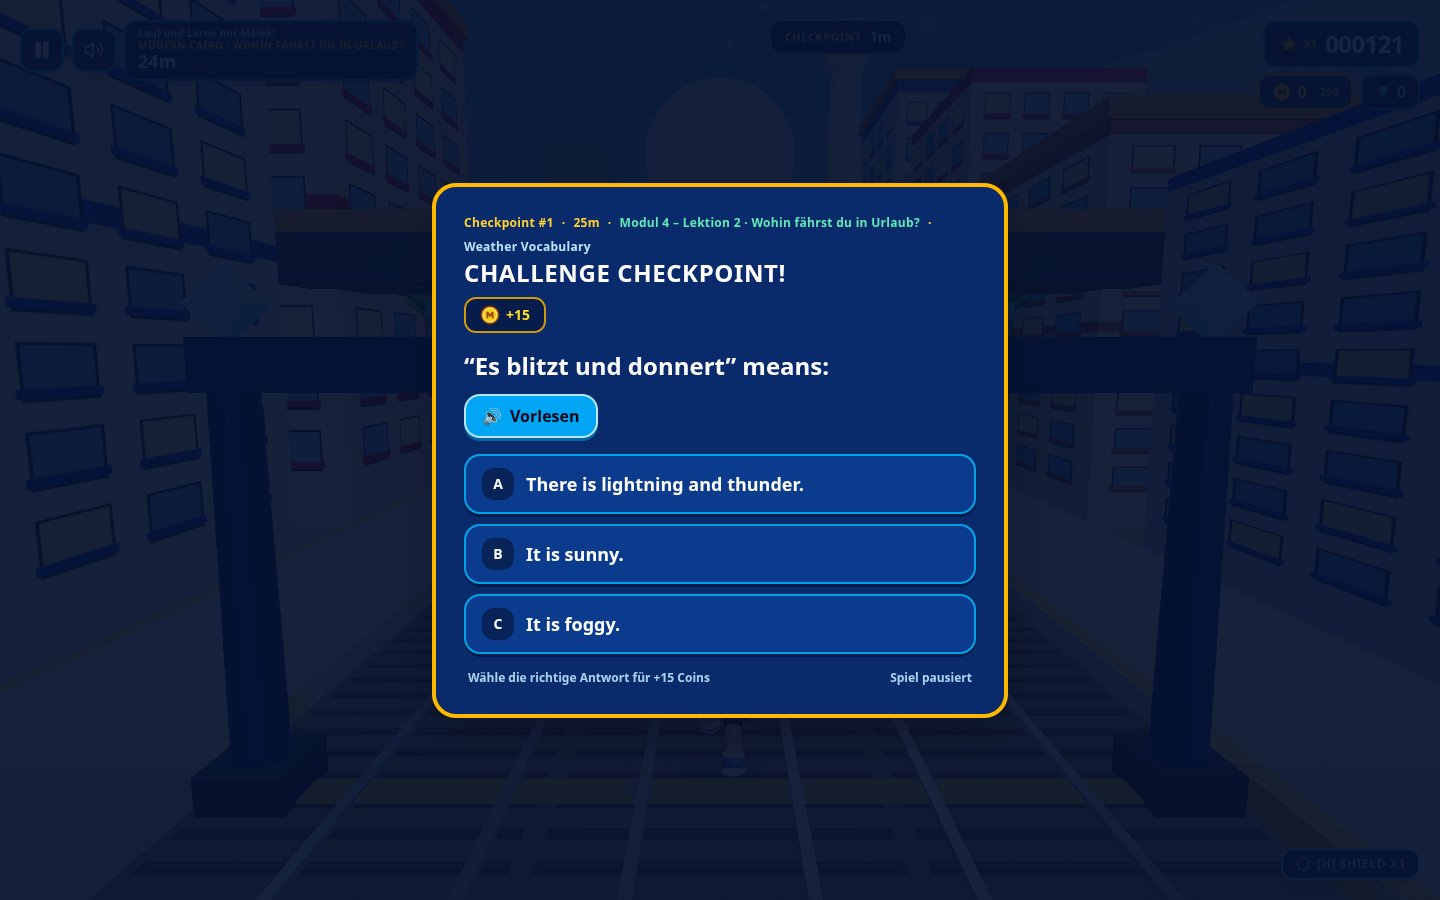 Lauf und Lerne mit Malek!
MODERN CAIRO · WOHIN FÄHRST DU IN URLAUB?
24m
CHECKPOINT 1m
x1 000121
0 250
0
Checkpoint #1 · 25m · Modul 4 – Lektion 2 · Wohin fährst du in Urlaub? ·
Weather Vocabulary
CHALLENGE CHECKPOINT!
M +15
“Es blitzt und donnert” means:
Vorlesen
A There is lightning and thunder.
B It is sunny.
C It is foggy.
Wähle die richtige Antwort für +15 Coins
Spiel pausiert
[H] SHIELD X1